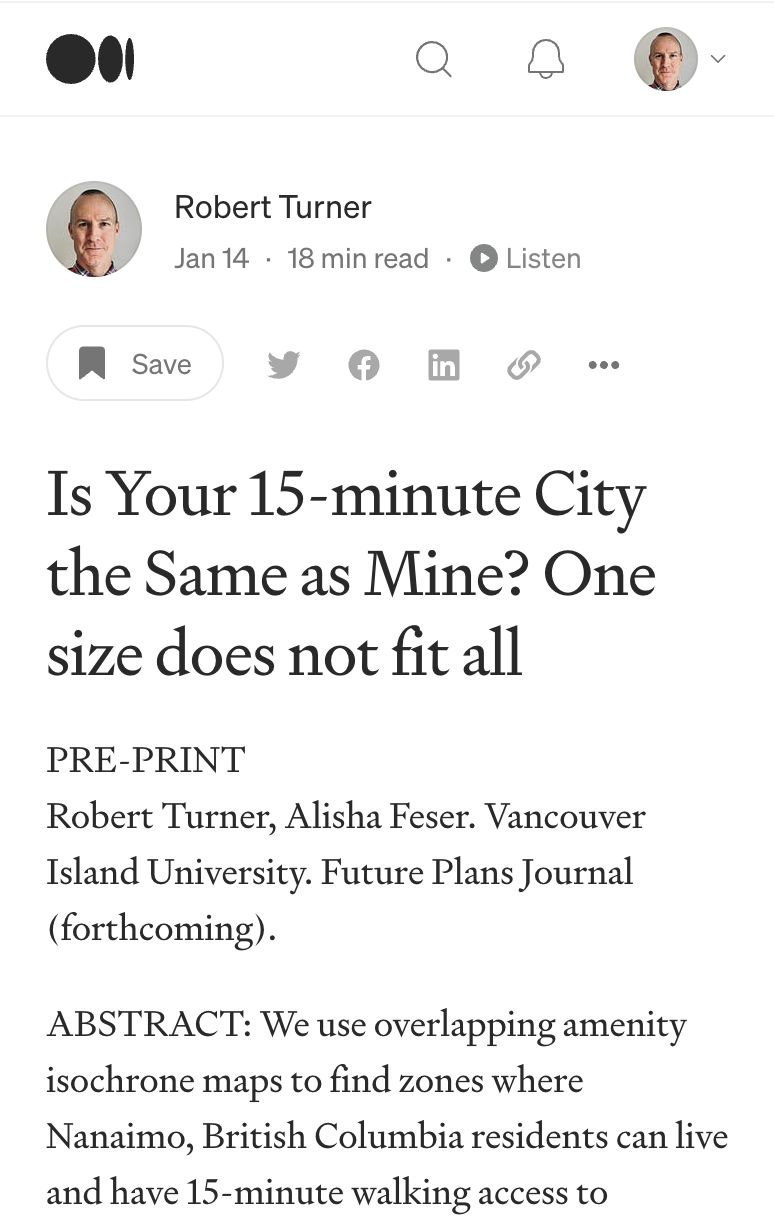 Robert Turner
Jan 14 · 18 min read · Listen
Save
Is Your 15-minute City
the Same as Mine? One
size does not fit all
PRE-PRINT
Robert Turner, Alisha Feser. Vancouver
Island University. Future Plans Journal
(forthcoming).
ABSTRACT: We use overlapping amenity
isochrone maps to find zones where
Nanaimo, British Columbia residents can live
and have 15-minute walking access to